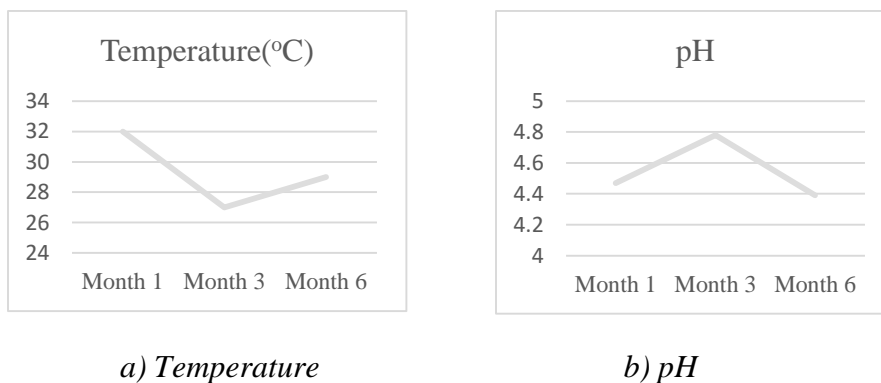 Temperature(°C)
34
32
30
28
26
24
Month 1 Month 3 Month 6
a) Temperature
pH
5
4.8
4.6
4.4
4.2
4
Month 1 Month 3 Month 6
b) pH